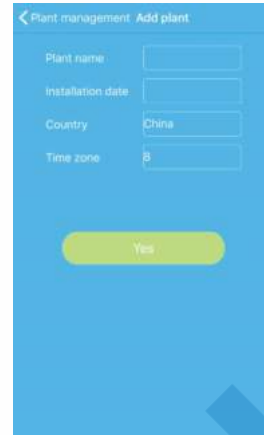 Plant management Add plant
Plant name
Installation date
Country China
Time zone 8
Yes